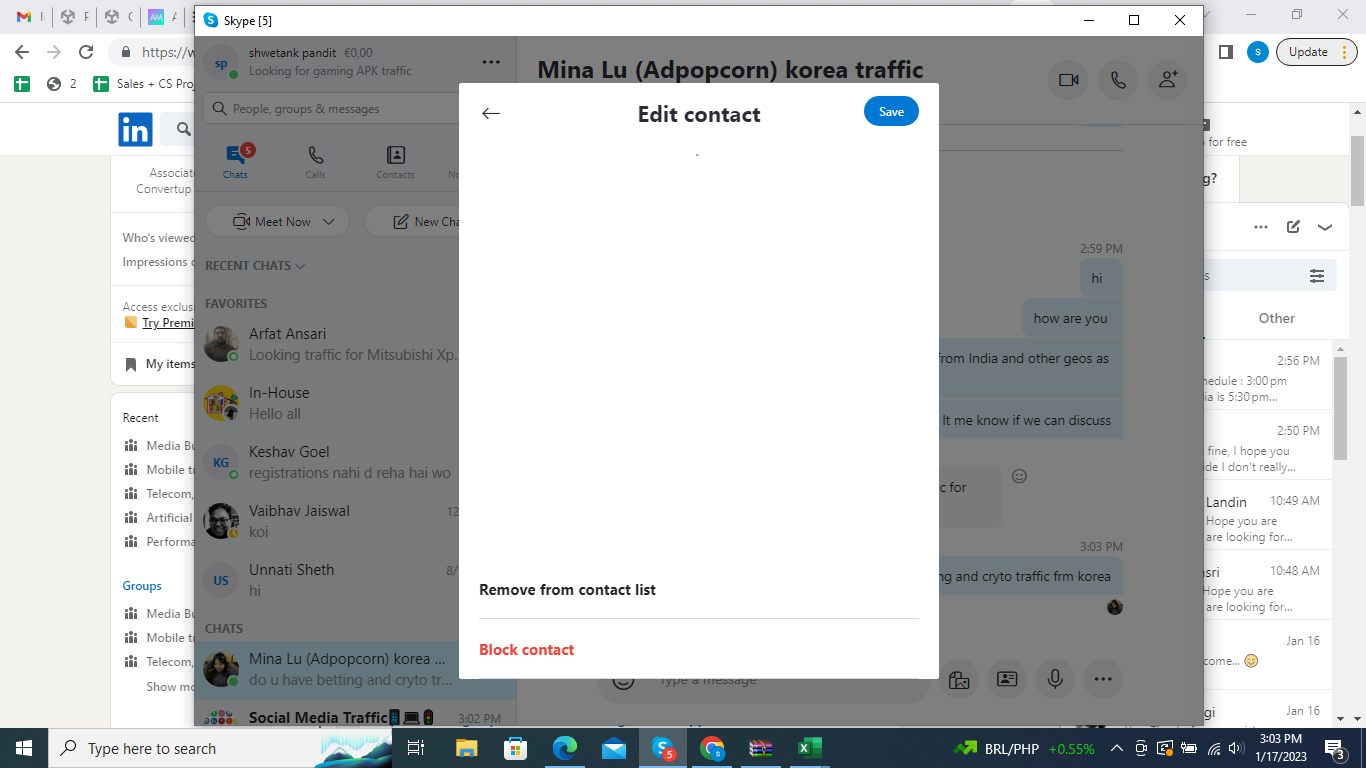 Skype [5]
Update
https://w
2
Sales + CS Proj
shwetank pandit €0,00
Looking for gaming APK traffic
People, groups & messages
Chats
5
Calls
Contacts
Meet Now
New Cha
RECENT CHATS
FAVORITES
Arfat Ansari
Looking traffic for Mitsubishi Xp...
In-House
Hello all
KG
Keshav Goel
registrations nahi d reha hai wo
Vaibhav Jaiswal
12
koi
US
Unnati Sheth
8/
hi
CHATS
Mina Lu (Adpopcorn) korea ...
do u have betting and cryto tr...
Social Media Traffic
3:02 PM
Mina Lu (Adpopcorn) korea traffic
Edit contact
Save
Remove from contact list
Block contact
2:59 PM
hi
how are you
from India and other geos as
lt me know if we can discuss
c for
3:03 PM
ng and cryto traffic frm korea
Type a message
in
Associate
Convertup
Who's viewed
Impressions o
Access exclus
Try Premi
My items
Recent
Media Bu
Mobile tr
Telecom,
Artificial
Performa
Groups
Media Bu
Mobile tr
Telecom,
Show mo
for free
g?
s
Other
2:56 PM
nedule : 3:00 pm
ia is 5:30 pm...
2:50 PM
fine, I hope you
de I don't really...
Landin
10:49 AM
Hope you are
are looking for...
sri
10:48 AM
Hope you are
are looking for...
Jan 16
come...
gi
Jan 16
Type here to search
5
BRL/PHP +0.55%
3:03 PM
1/17/2023
3